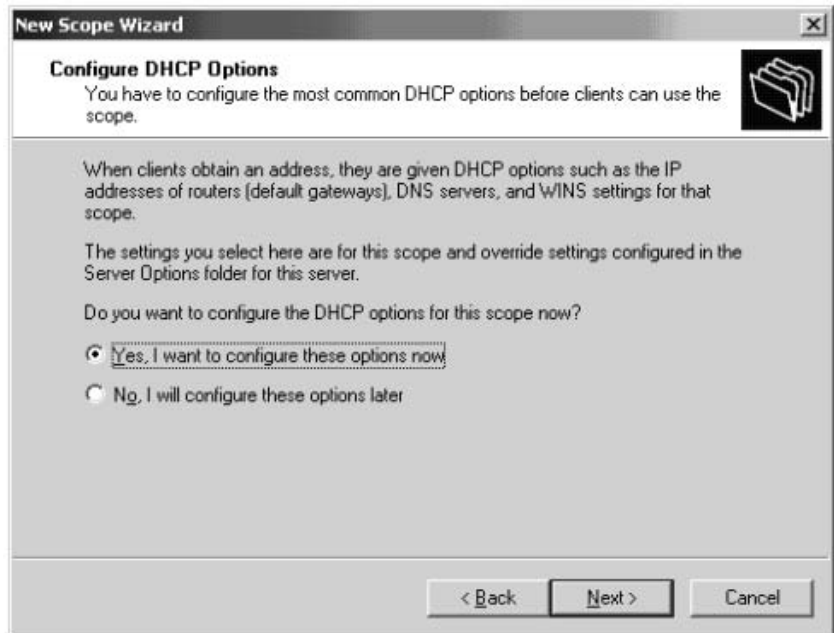 New Scope Wizard
Configure DHCP Options
You have to configure the most common DHCP options before clients can use the
scope.
When clients obtain an address, they are given DHCP options such as the IP
addresses of routers (default gateways), DNS servers, and WINS settings for that
scope.
The settings you select here are for this scope and override settings configured in the
Server Options folder for this server.
Do you want to configure the DHCP options for this scope now?
Yes, I want to configure these options now
No, I will configure these options later
< Back Next > Cancel